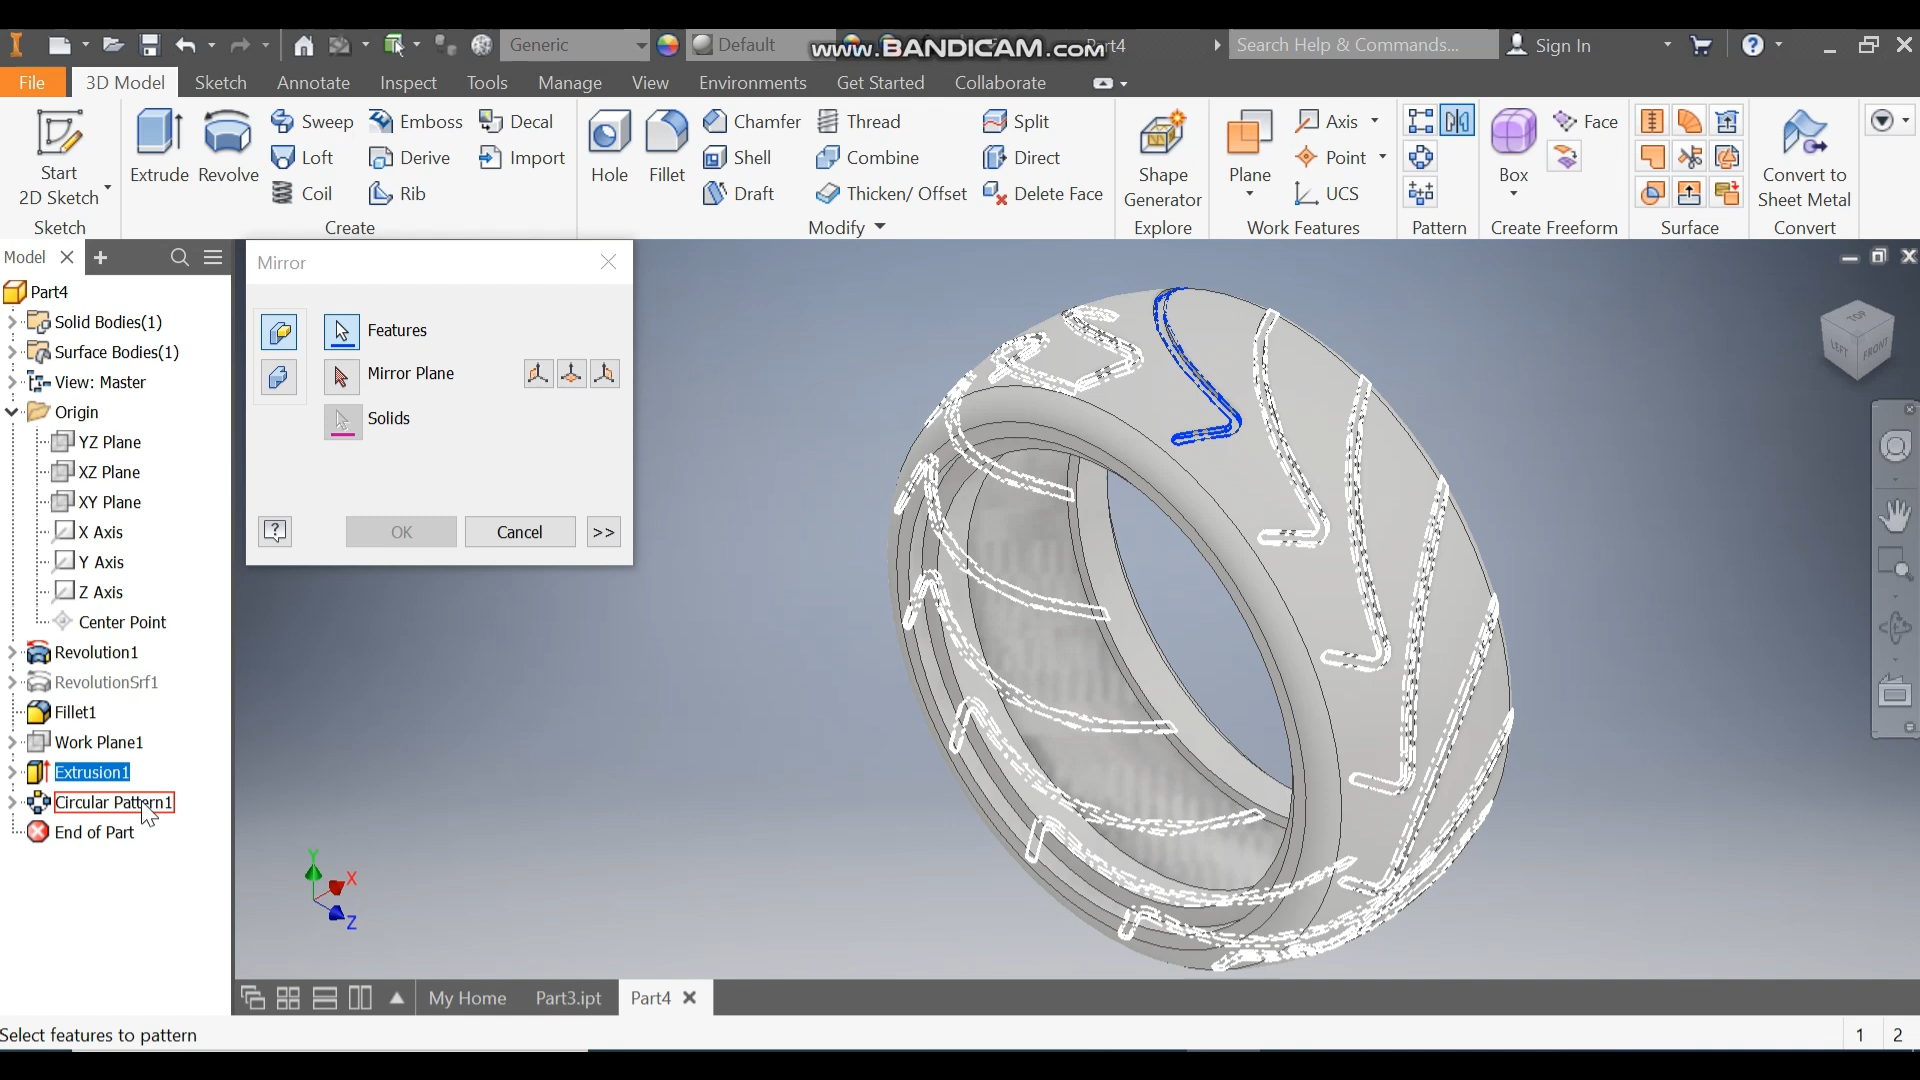 Generic
Default
www.BANDICAM.com
Part4
Search Help & Commands...
Sign In
File
3D Model
Sketch
Annotate
Inspect
Tools
Manage
View
Environments
Get Started
Collaborate
Start
2D Sketch
Extrude
Revolve
Sweep
Loft
Coil
Emboss
Derive
Rib
Decal
Import
Hole
Fillet
Chamfer
Shell
Draft
Thread
Combine
Thicken/ Offset
Split
Direct
Delete Face
Shape
Generator
Plane
Axis
Point
UCS
Box
Face
Convert to
Sheet Metal
Sketch
Create
Modify
Explore
Work Features
Pattern
Create Freeform
Surface
Convert
Model
Part4
Solid Bodies(1)
Surface Bodies(1)
View: Master
Origin
YZ Plane
XZ Plane
XY Plane
X Axis
Y Axis
Z Axis
Center Point
Revolution1
RevolutionSrf1
Fillet1
Work Plane1
Extrusion1
Circular Pattern1
End of Part
Mirror
Features
Mirror Plane
Solids
OK
Cancel
>>
TOP
LEFT
FRONT
Y
X
Z
My Home
Part3.ipt
Part4
Select features to pattern
1
2